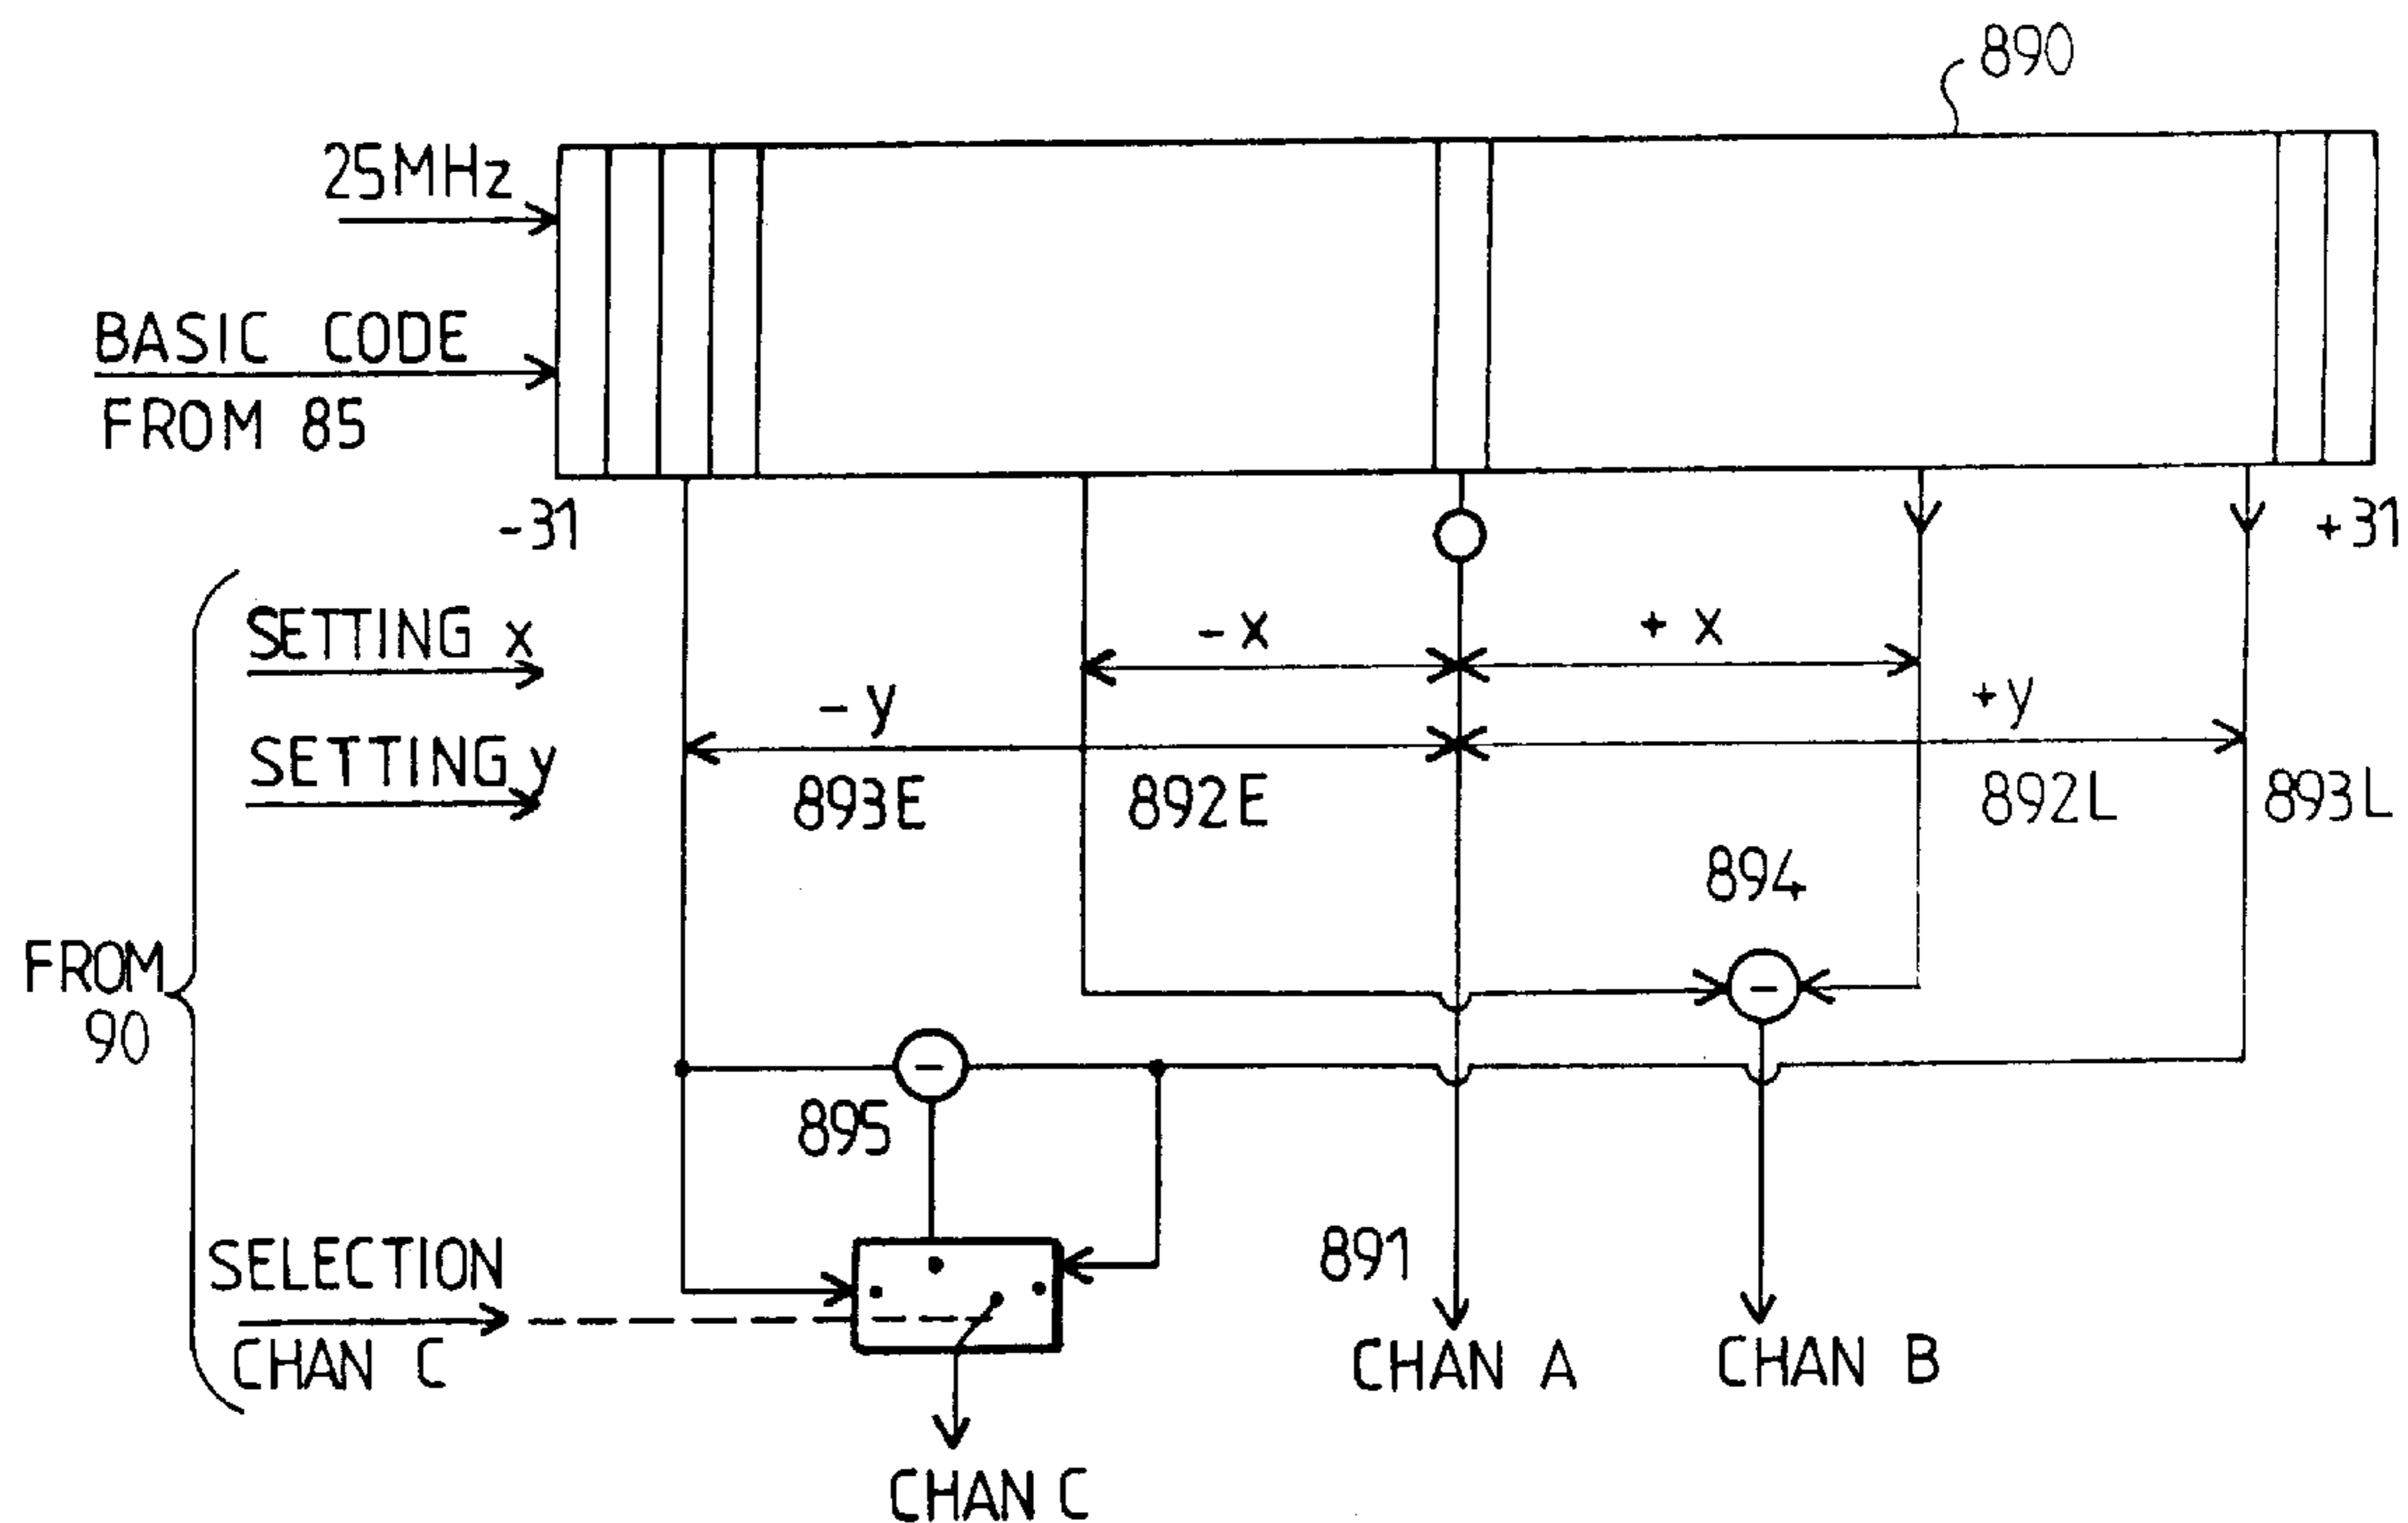 890
25MHz
BASIC CODE
FROM 85
-31
+31
SETTING x
- x
+ x
- y
+y
SETTING y
893E
892E
892L
893L
894
FROM
90
-
-
895
SELECTION
CHAN C
891
CHAN A
CHAN B
CHAN C